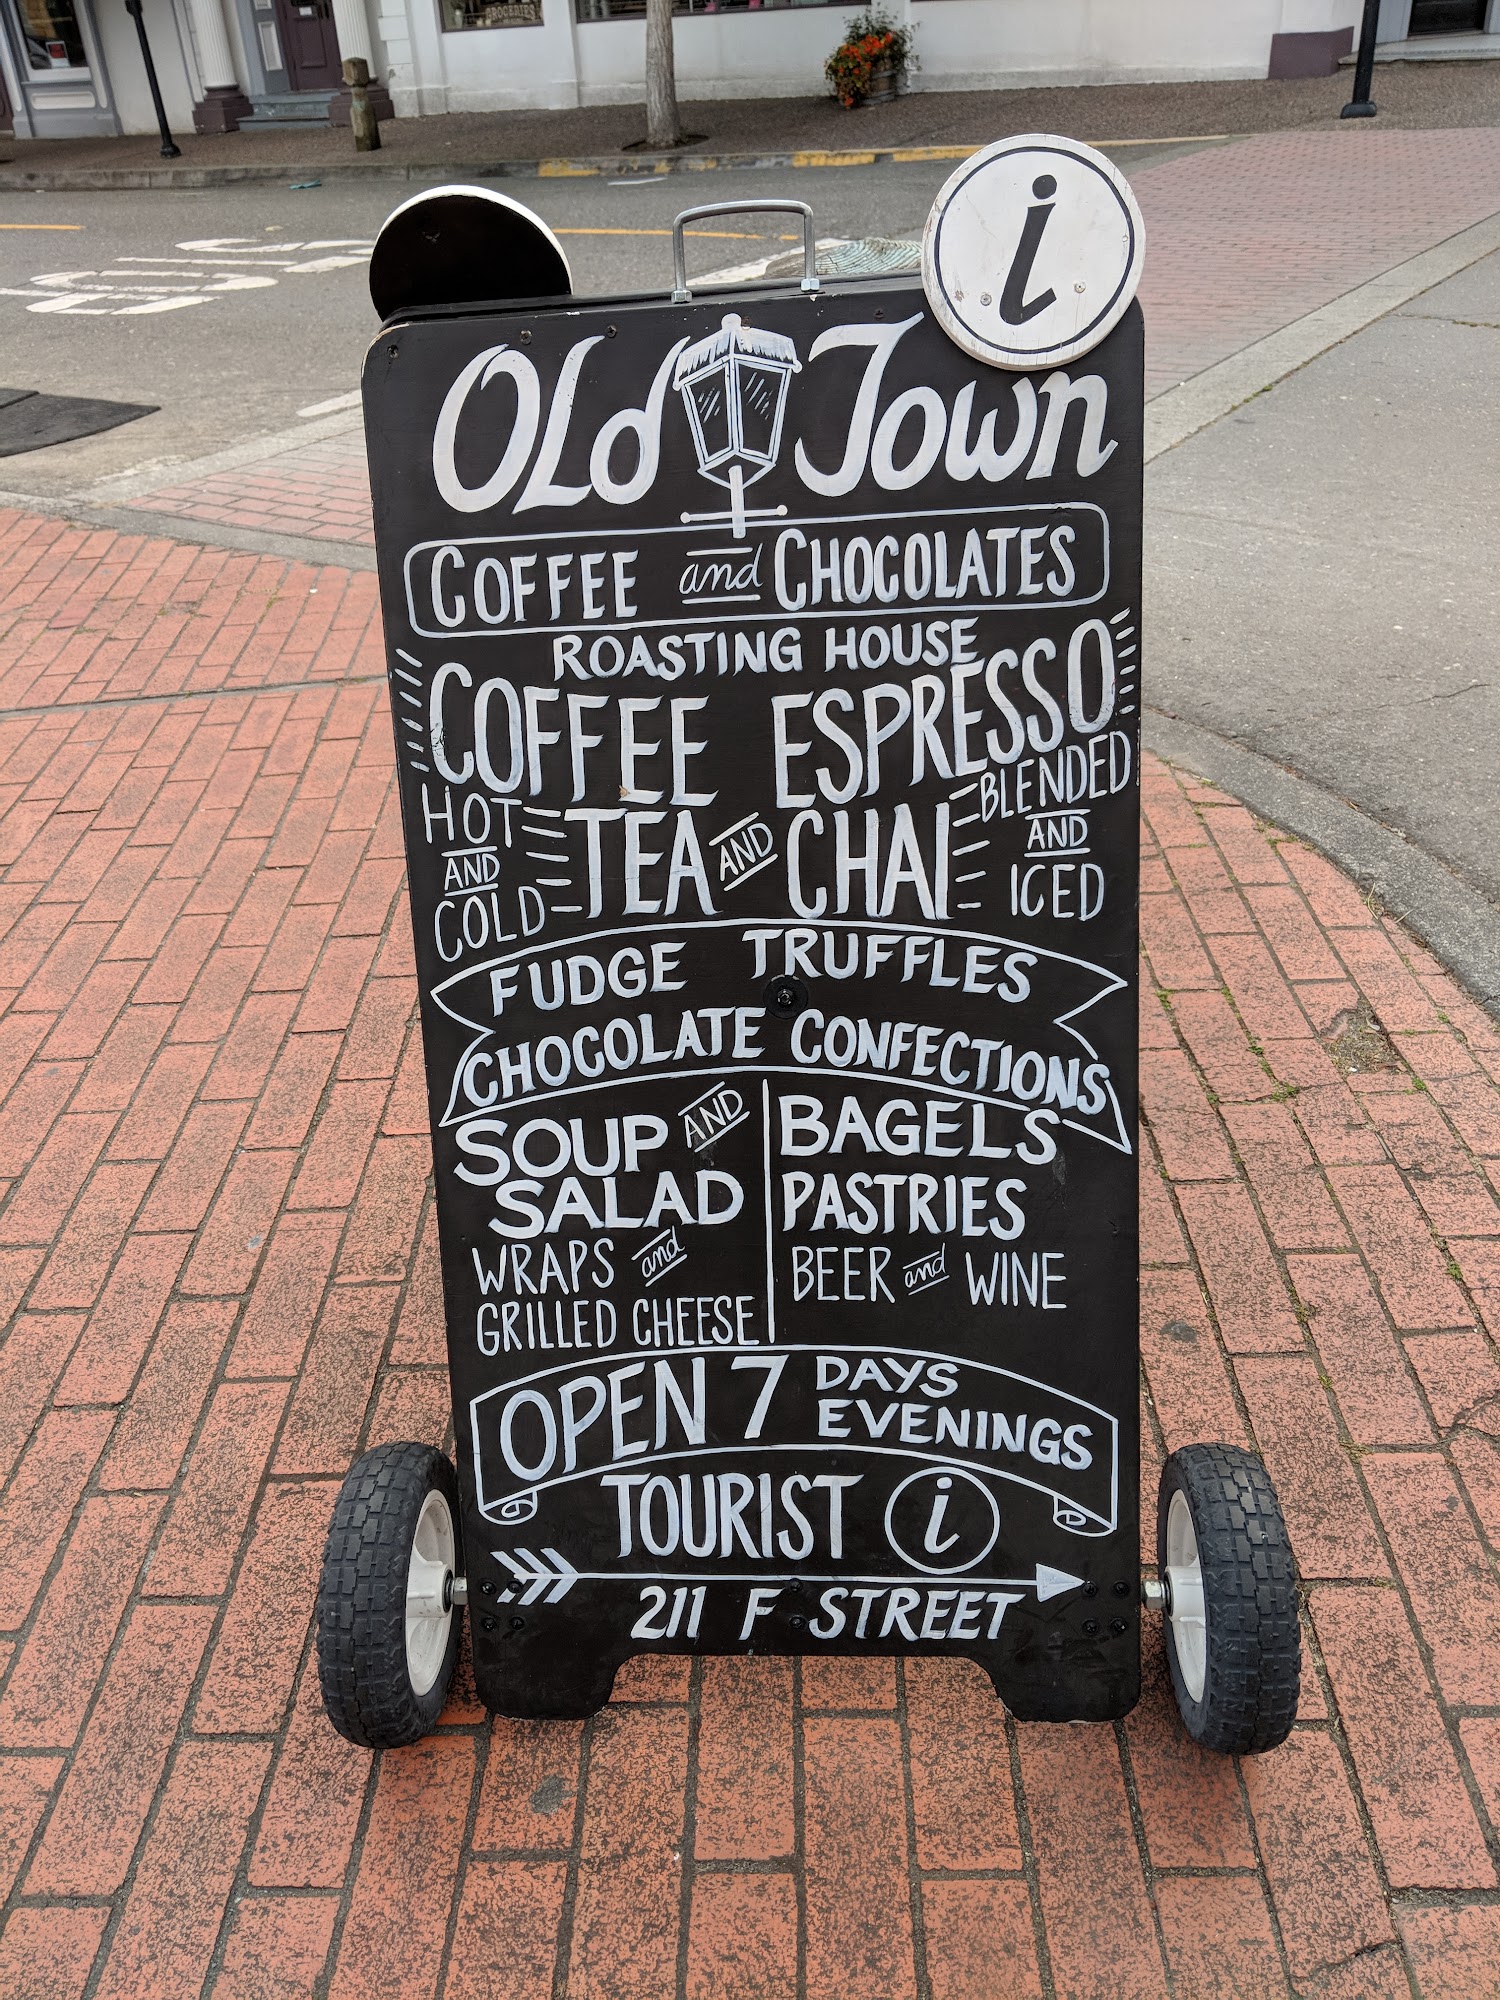 GROCERIES
i
Old Town
COFFEE and CHOCOLATES
ROASTING HOUSE
COFFEE ESPRESSO
HOT AND COLD
TEA AND CHAI
BLENDED AND ICED
FUDGE TRUFFLES
CHOCOLATE CONFECTIONS
SOUP AND
SALAD
WRAPS and
GRILLED CHEESE
BAGELS
PASTRIES
BEER and WINE
OPEN 7 DAYS
EVENINGS
TOURIST i
211 F STREET